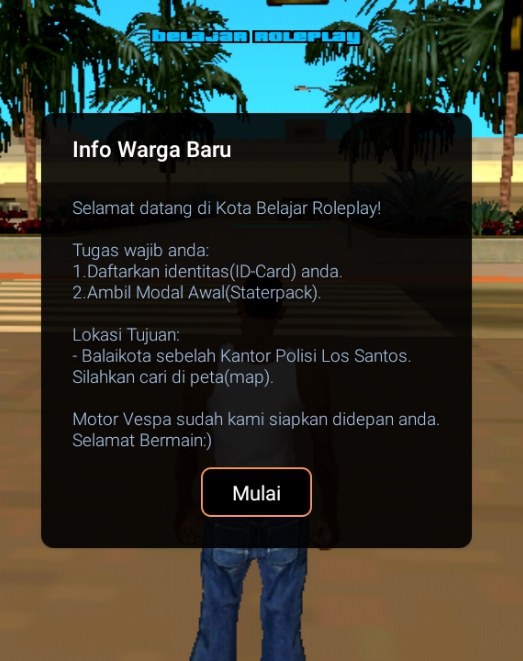 BELAJAR ROLEPLAY
Info Warga Baru
Selamat datang di Kota Belajar Roleplay!
Tugas wajib anda:
1.Daftarkan identitas(ID-Card) anda.
2.Ambil Modal Awal(Staterpack).
Lokasi Tujuan:
- Balaikota sebelah Kantor Polisi Los Santos.
Silahkan cari di peta(map).
Motor Vespa sudah kami siapkan didepan anda.
Selamat Bermain:)
Mulai